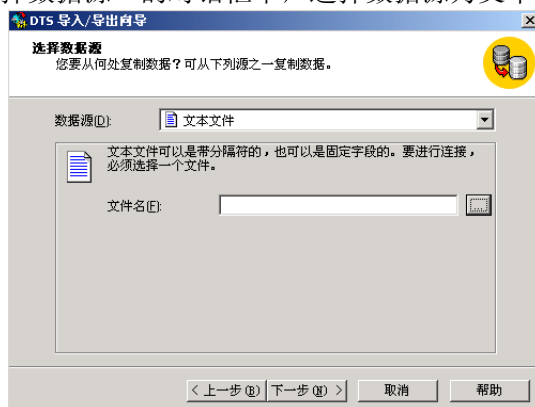 DTS 导入/导出向导
选择数据源
您要从何处复制数据？可从下列源之一复制数据。
数据源(D):
文本文件
文本文件可以是带分隔符的，也可以是固定字段的。要进行连接，
必须选择一个文件。
文件名(F):
...
< 上一步(B) 下一步(N) > 取消 帮助